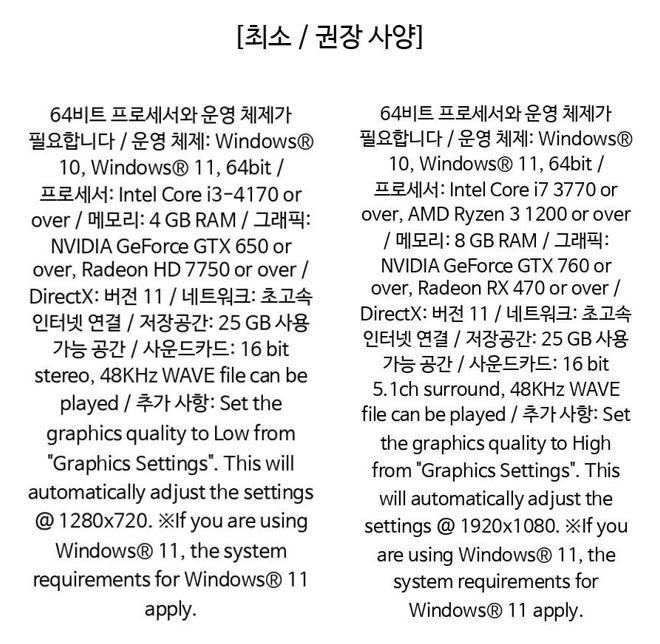 [최소 / 권장 사양]
64비트 프로세서와 운영 체제가
필요합니다 / 운영 체제: Windows®
10, Windows® 11, 64bit /
프로세서: Intel Core i3-4170 or
over / 메모리: 4 GB RAM / 그래픽:
NVIDIA GeForce GTX 650 or
over, Radeon HD 7750 or over /
DirectX: 버전 11 / 네트워크: 초고속
인터넷 연결 / 저장공간: 25 GB 사용
가능 공간 / 사운드카드: 16 bit
stereo, 48KHz WAVE file can be
played / 추가 사항: Set the
graphics quality to Low from
"Graphics Settings". This will
automatically adjust the settings
@ 1280x720. ※If you are using
Windows® 11, the system
requirements for Windows® 11
apply.
64비트 프로세서와 운영 체제가
필요합니다 / 운영 체제: Windows®
10, Windows® 11, 64bit /
프로세서: Intel Core i7 3770 or
over, AMD Ryzen 3 1200 or over
/ 메모리: 8 GB RAM / 그래픽:
NVIDIA GeForce GTX 760 or
over, Radeon RX 470 or over /
DirectX: 버전 11 / 네트워크: 초고속
인터넷 연결 / 저장공간: 25 GB 사용
가능 공간 / 사운드카드: 16 bit
5.1ch surround, 48KHz WAVE
file can be played / 추가 사항: Set
the graphics quality to High
from "Graphics Settings". This
will automatically adjust the
settings @ 1920x1080. ※If you
are using Windows® 11, the
system requirements for
Windows® 11 apply.